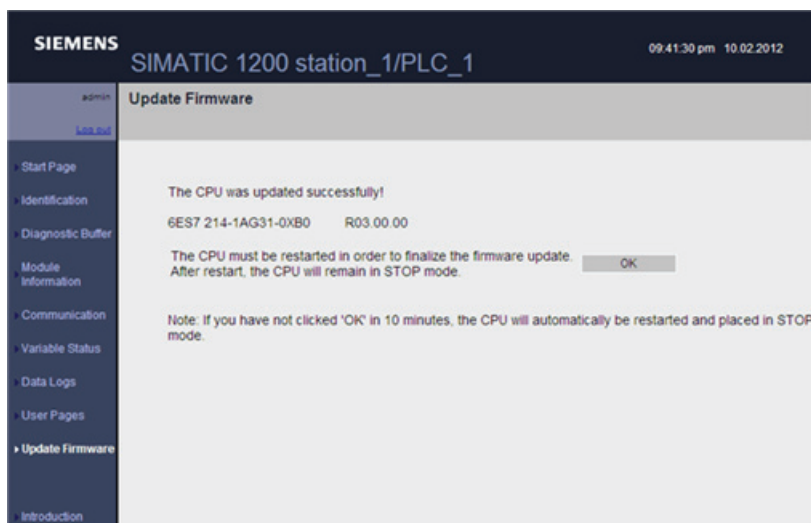 SIEMENS
SIMATIC 1200 station_1/PLC_1
09:41:30 pm 10.02.2012
admin
Log out
Update Firmware
Start Page
Identification
Diagnostic Buffer
Module
Information
Communication
Variable Status
Data Logs
User Pages
Update Firmware
Introduction
The CPU was updated successfully!
6ES7 214-1AG31-0XB0 R03.00.00
The CPU must be restarted in order to finalize the firmware update.
After restart, the CPU will remain in STOP mode.
OK
Note: If you have not clicked 'OK' in 10 minutes, the CPU will automatically be restarted and placed in STOP
mode.